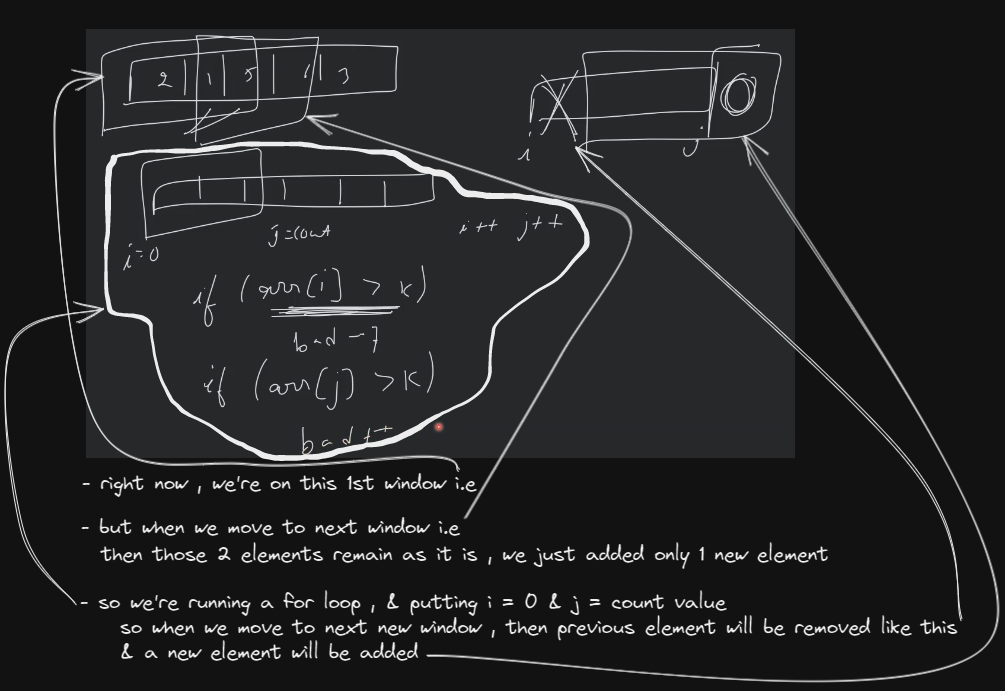 2 | 1 | 5 | 6 | 3
i
j
i=0
j=count
i++ j++
if (arr[i] > k)
bad--
if (arr[j] > k)
bad++
- right now , we're on this 1st window i.e
- but when we move to next window i.e
then those 2 elements remain as it is , we just added only 1 new element
- so we're running a for loop , & putting i = 0 & j = count value
so when we move to next new window , then previous element will be removed like this
& a new element will be added